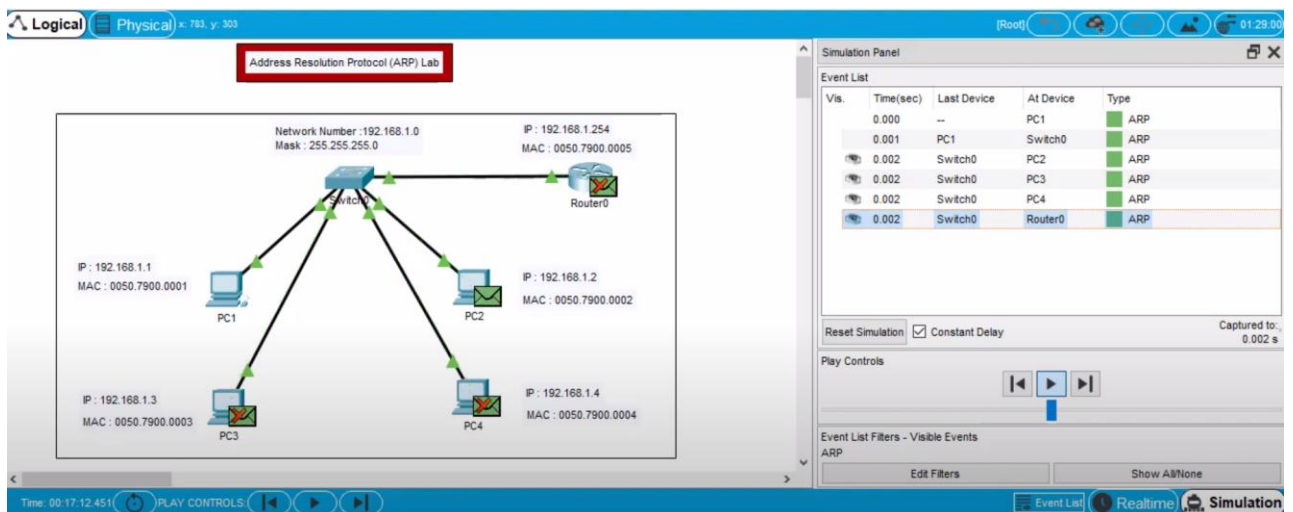 Logical
Physical
x: 783, y: 303
[Root]
01:29:00
Address Resolution Protocol (ARP) Lab
Network Number :192.168.1.0
Mask : 255.255.255.0
IP : 192.168.1.254
MAC : 0050.7900.0005
Switch0
Router0
IP : 192.168.1.1
MAC : 0050.7900.0001
PC1
IP : 192.168.1.2
MAC : 0050.7900.0002
PC2
IP : 192.168.1.3
MAC : 0050.7900.0003
PC3
IP : 192.168.1.4
MAC : 0050.7900.0004
PC4
Simulation Panel
Event List
Vis. Time(sec) Last Device At Device Type
0.000 -- PC1 ARP
0.001 PC1 Switch0 ARP
0.002 Switch0 PC2 ARP
0.002 Switch0 PC3 ARP
0.002 Switch0 PC4 ARP
0.002 Switch0 Router0 ARP
Reset Simulation Constant Delay
Captured to:
0.002 s
Play Controls
Event List Filters - Visible Events
ARP
Edit Filters Show All/None
Time: 00:17:12.451 PLAY CONTROLS:
Event List Realtime Simulation